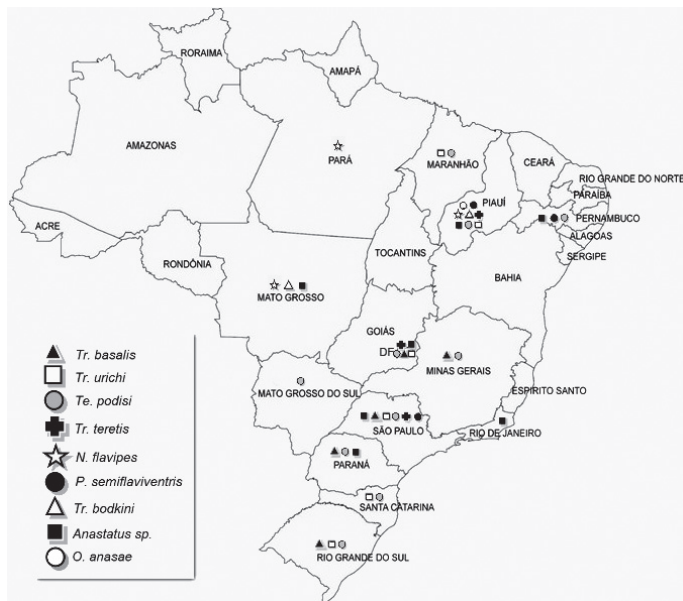 RORAIMA
AMAPÁ
AMAZONAS
PARÁ
MARANHÃO
CEARÁ
RIO GRANDE DO NORTE
PARAÍBA
PIAUÍ
PERNAMBUCO
ALAGOAS
SERGIPE
ACRE
RONDÔNIA
TOCANTINS
BAHIA
MATO GROSSO
GOIÁS
DF
MINAS GERAIS
ESPÍRITO SANTO
MATO GROSSO DO SUL
SÃO PAULO
RIO DE JANEIRO
PARANÁ
SANTA CATARINA
RIO GRANDE DO SUL
Tr. basalis
Tr. urichi
Te. podisi
Tr. teretis
N. flavipes
P. semiflaviventris
Tr. bodkini
Anastatus sp.
O. anasae